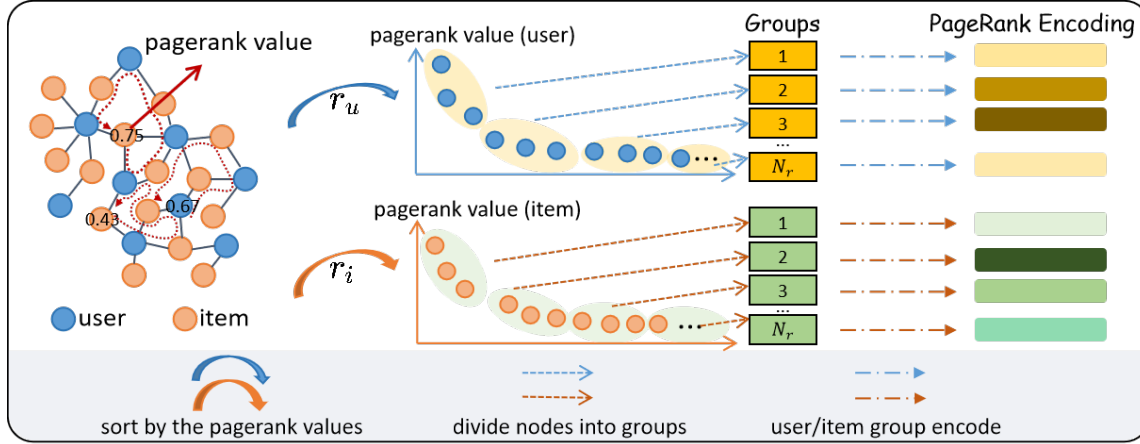 pagerank value
0.75
0.43
0.67
user
item
r_u
r_i
pagerank value (user)
...
pagerank value (item)
...
Groups
1
2
3
...
N_r
1
2
3
...
N_r
PageRank Encoding
sort by the pagerank values
divide nodes into groups
user/item group encode